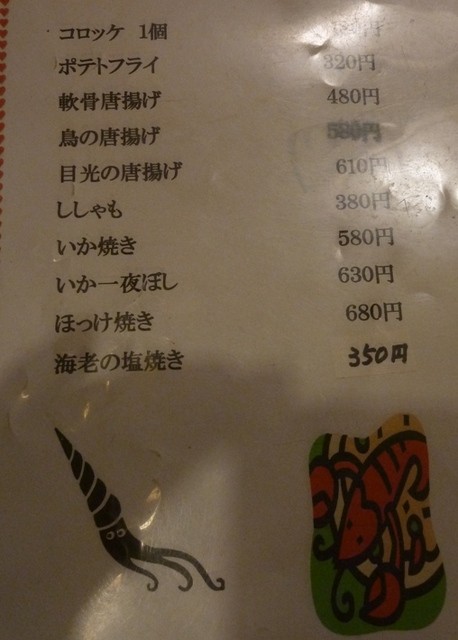 コロッケ 1個
ポテトフライ 320円
軟骨唐揚げ 480円
鳥の唐揚げ 円
目光の唐揚げ 610円
ししゃも 380円
いか焼き 580円
いか一夜ぼし 630円
ほっけ焼き 680円
海老の塩焼き 350円